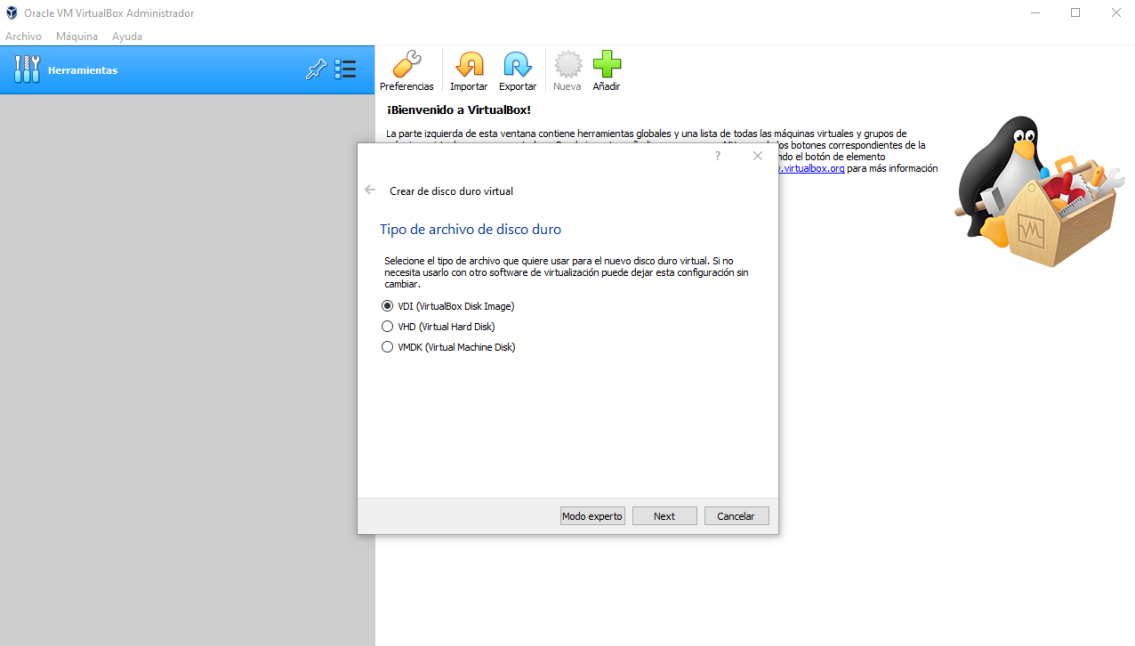 Oracle VM VirtualBox Administrador
Archivo Máquina Ayuda
Herramientas
Preferencias Importar Exportar Nueva Añadir
¡Bienvenido a VirtualBox!
La parte izquierda de esta ventana contiene herramientas globales y una lista de todas las máquinas virtuales y grupos de
botones correspondientes de la
el botón de elemento
.virtualbox.org para más información
?
Crear de disco duro virtual
Tipo de archivo de disco duro
Selecione el tipo de archivo que quiere usar para el nuevo disco duro virtual. Si no
necesita usarlo con otro software de virtualización puede dejar esta configuración sin
cambiar.
VDI (VirtualBox Disk Image)
VHD (Virtual Hard Disk)
VMDK (Virtual Machine Disk)
Modo experto Next Cancelar